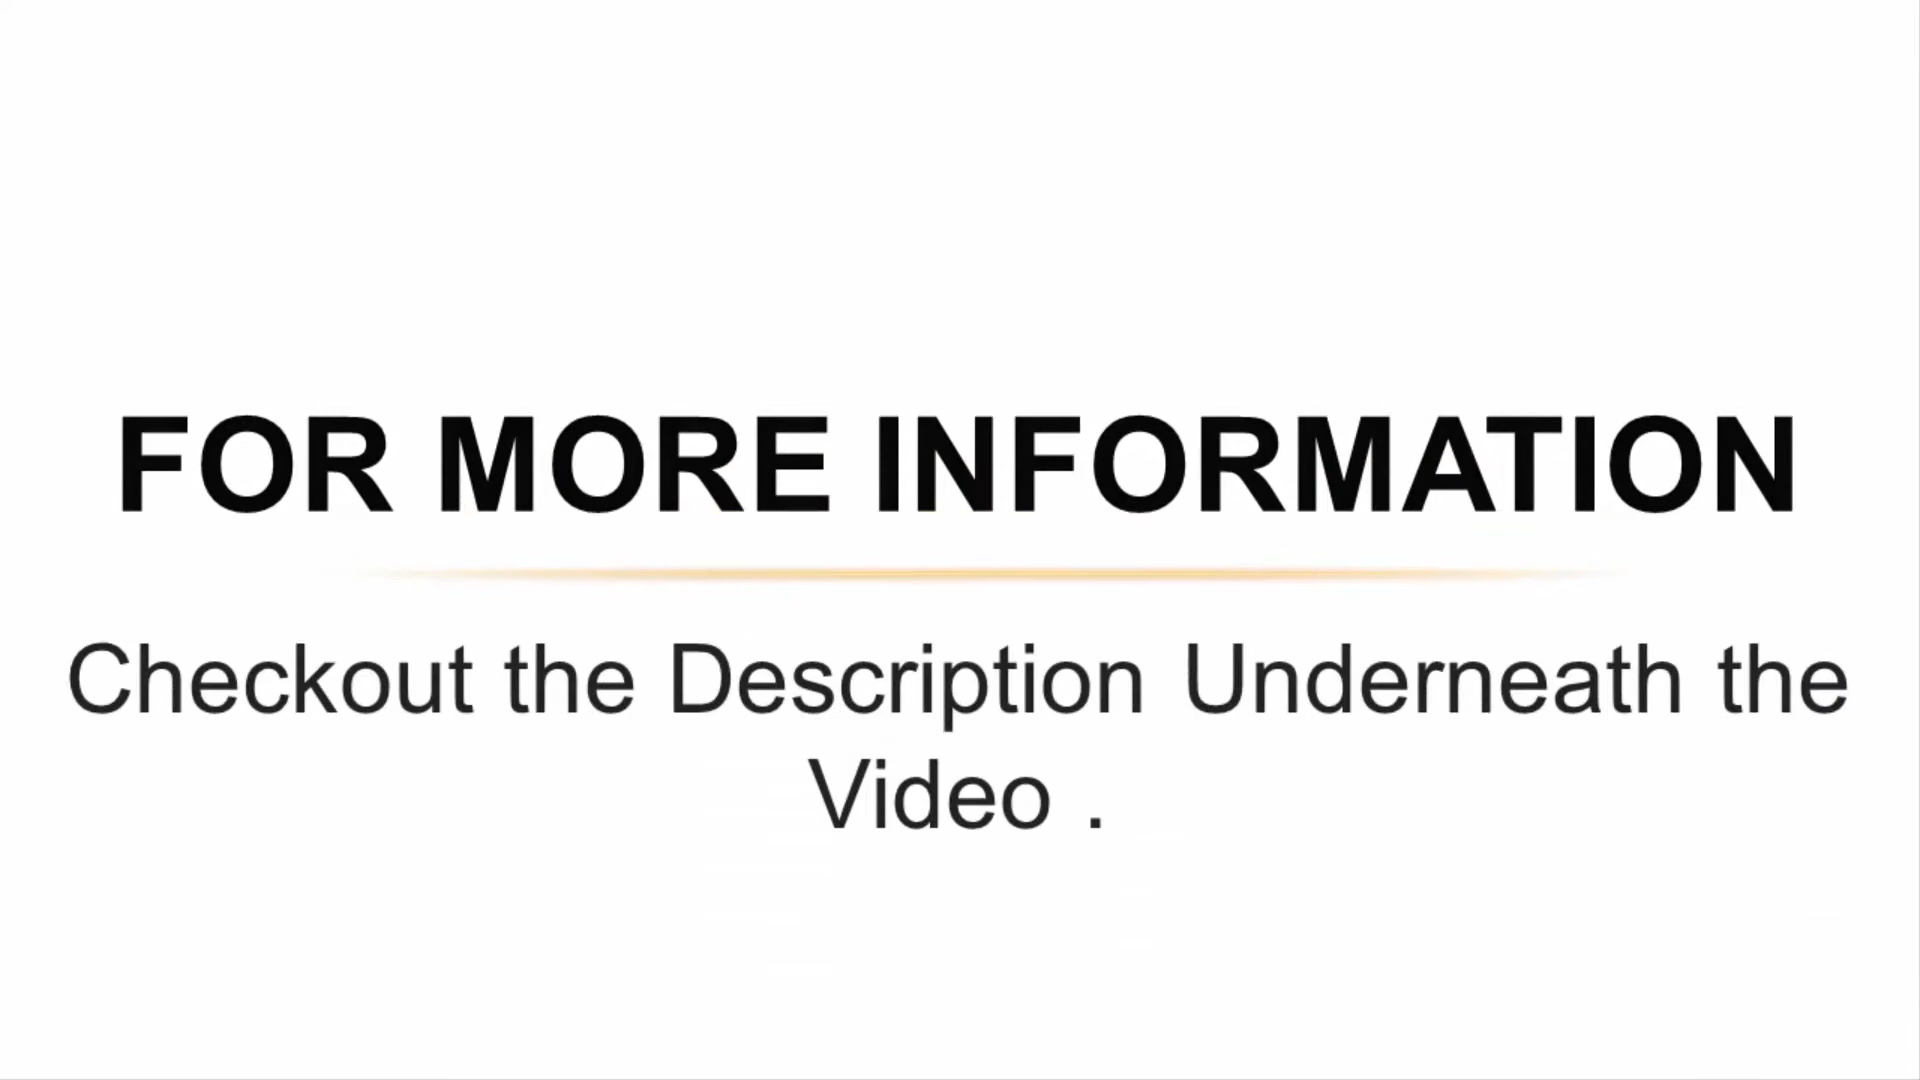 FOR MORE INFORMATION
Checkout the Description Underneath the
Video .